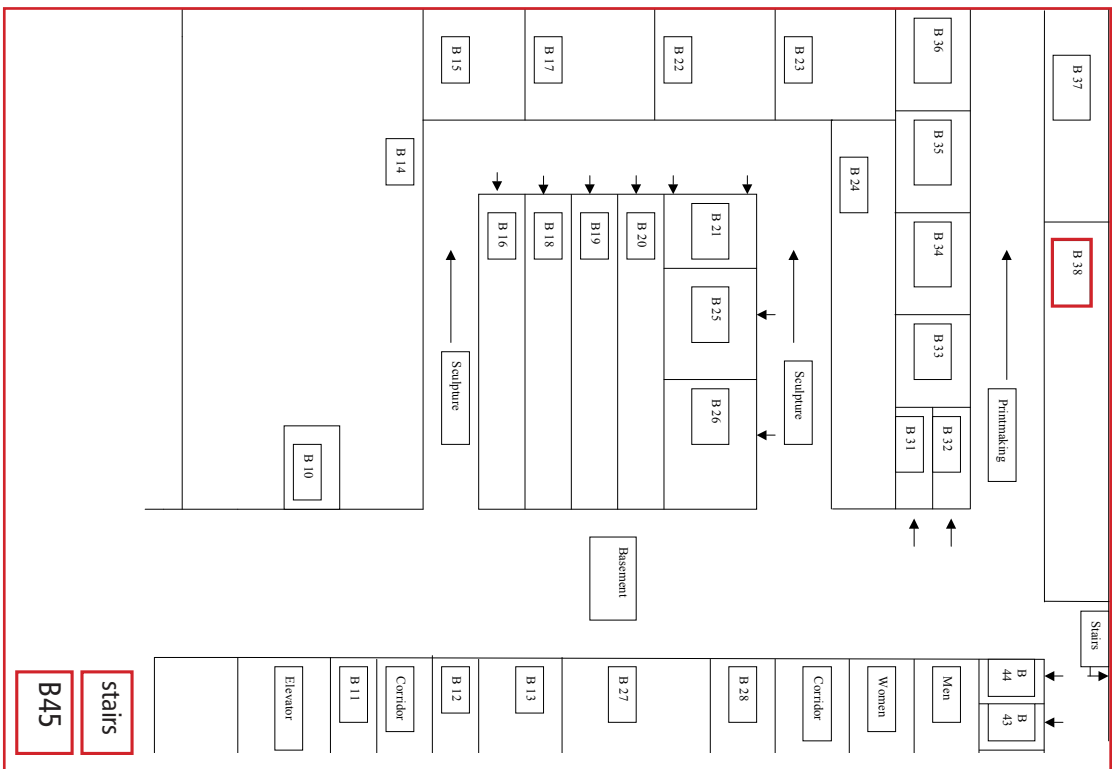 B 36
B 37
B 15
B 17
B 22
B 23
B 14
B 35
B 24
B 16
B 18
B19
B 20
B 21
B 34
B 38
B 25
B 33
Sculpture
Sculpture
Printmaking
B 26
B 31
B 32
B 10
Basement
Stairs
Elevator
B 11
Corridor
B 12
B 13
B 27
B 28
Corridor
Women
Men
B
44
B
43
stairs
B45